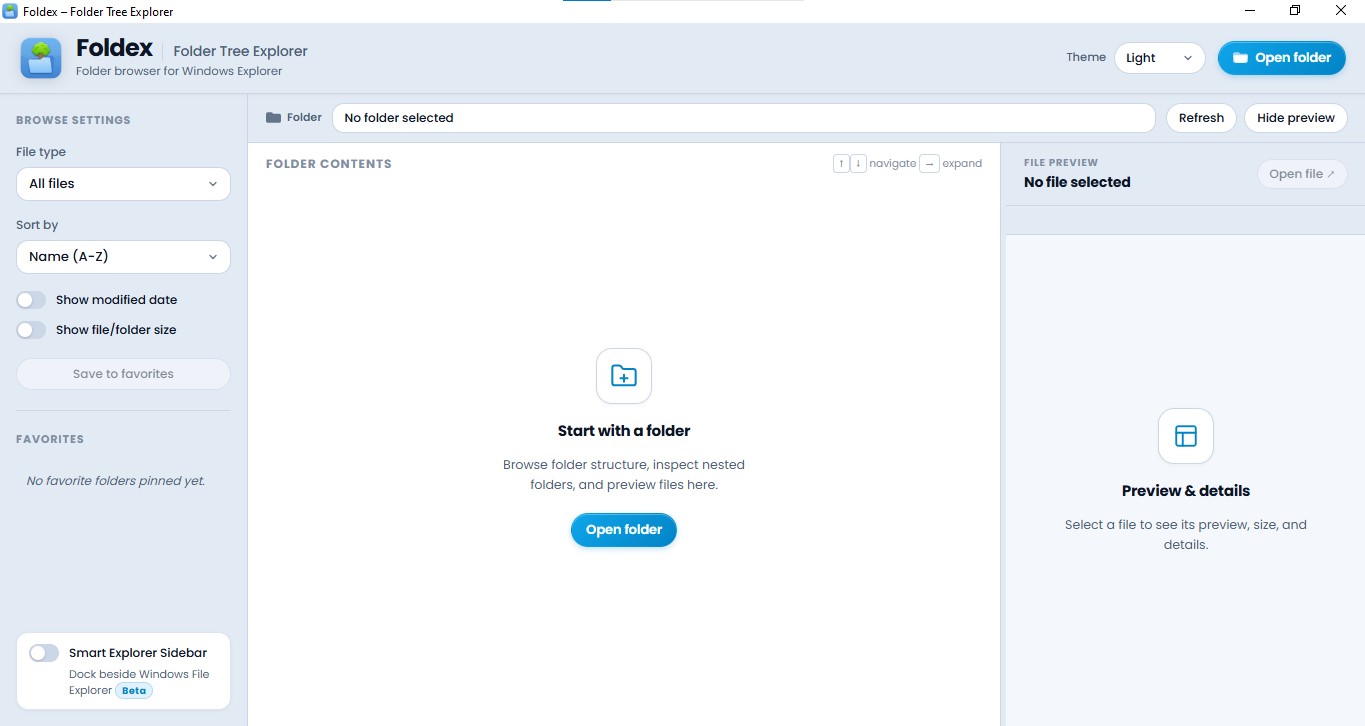 Foldex – Folder Tree Explorer
Foldex
Folder Tree Explorer
Folder browser for Windows Explorer
Theme
Light
Open folder
BROWSE SETTINGS
File type
All files
Sort by
Name (A-Z)
Show modified date
Show file/folder size
Save to favorites
FAVORITES
No favorite folders pinned yet.
Smart Explorer Sidebar
Dock beside Windows File
Explorer Beta
Folder
No folder selected
Refresh
Hide preview
FOLDER CONTENTS
↑ ↓ navigate → expand
Start with a folder
Browse folder structure, inspect nested
folders, and preview files here.
Open folder
FILE PREVIEW
No file selected
Open file ↗
Preview & details
Select a file to see its preview, size, and
details.